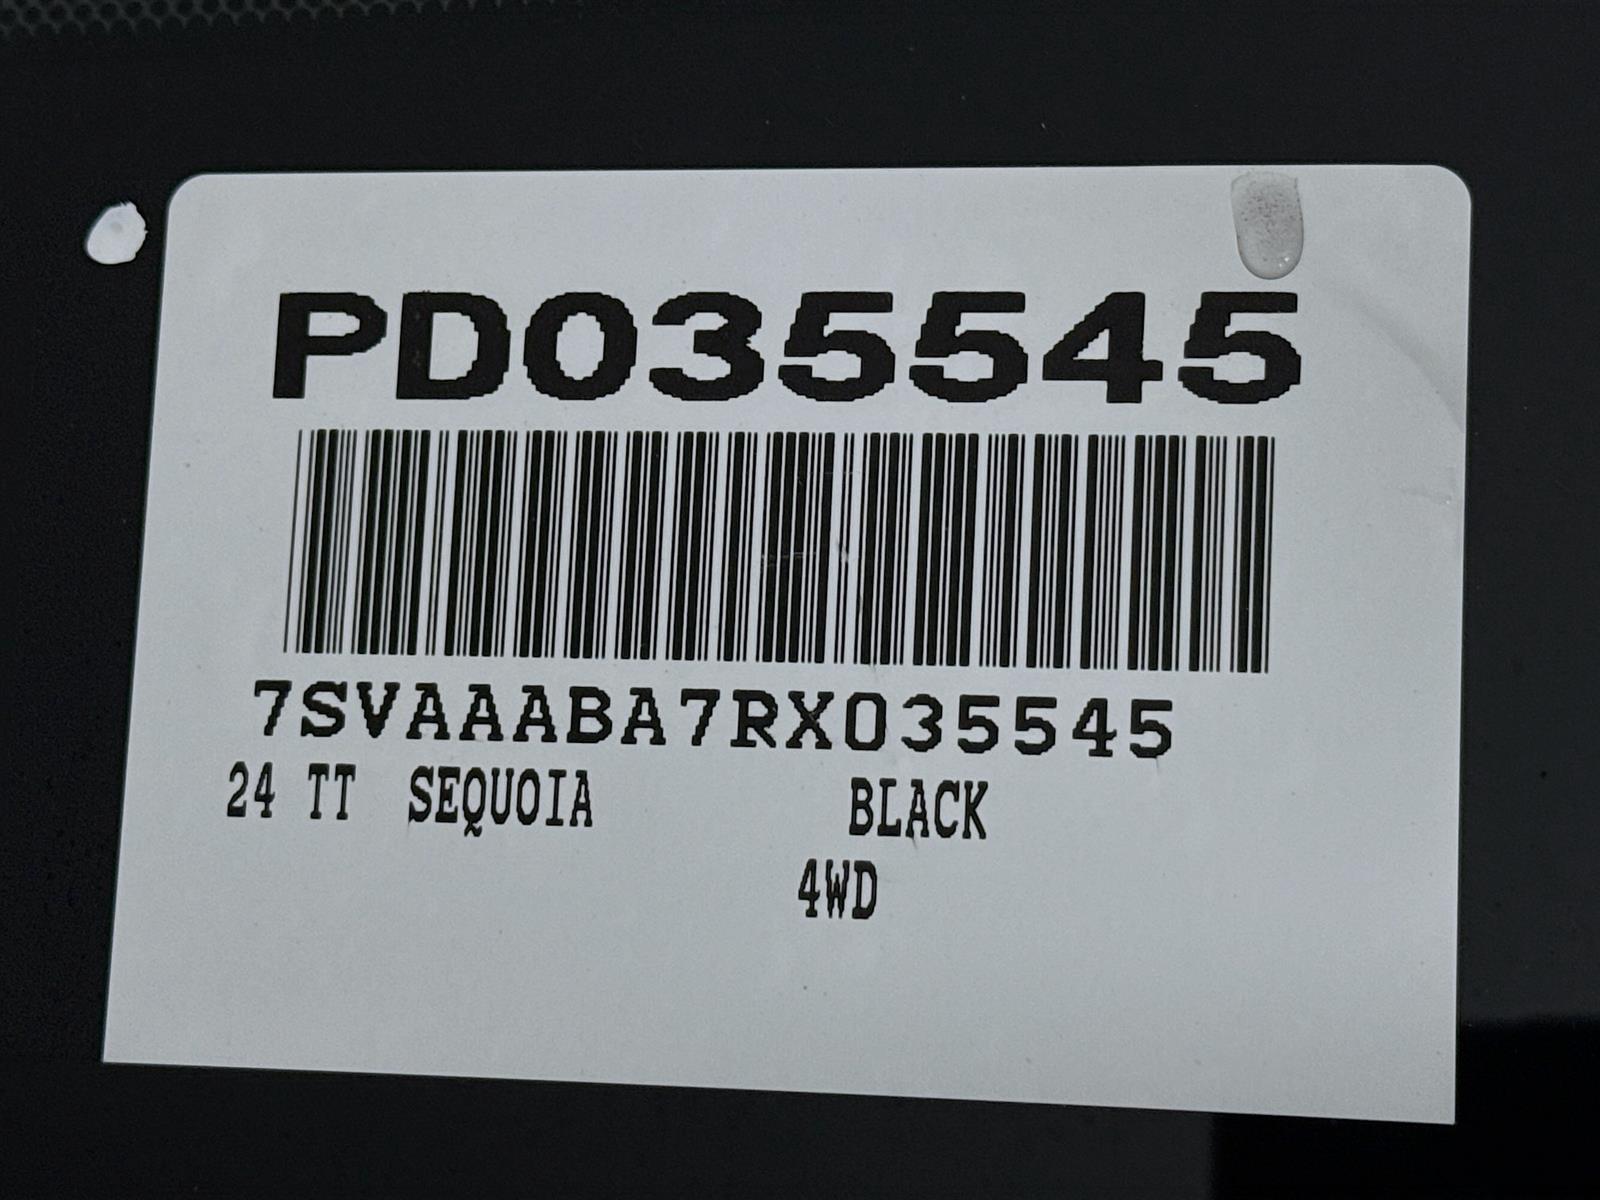 PD035545
7SVAAABA7RX035545
24 TT SEQUOIA BLACK
4WD